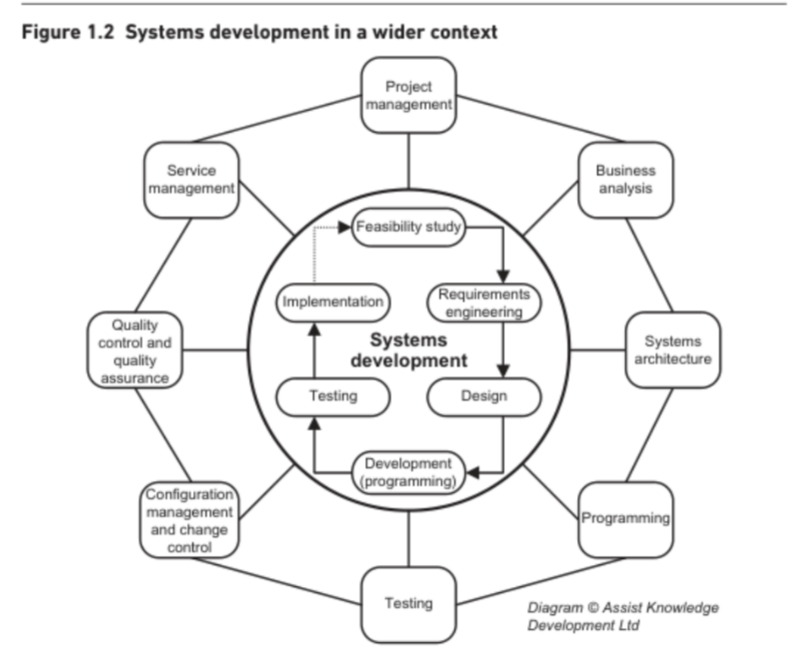 Figure 1.2 Systems development in a wider context
Project
management
Service
management
Business
analysis
Feasibility study
Implementation
Requirements
engineering
Quality
control and
quality
assurance
Systems
development
Systems
architecture
Testing
Design
Development
(programming)
Configuration
management
and change
control
Programming
Testing
Diagram © Assist Knowledge
Development Ltd